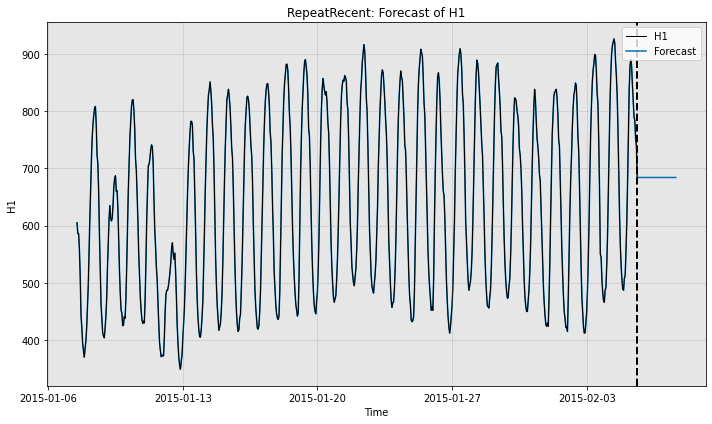 RepeatRecent: Forecast of H1
H1
Forecast
900
800
700
600
500
400
H1
2015-01-06
2015-01-13
2015-01-20
2015-01-27
2015-02-03
Time